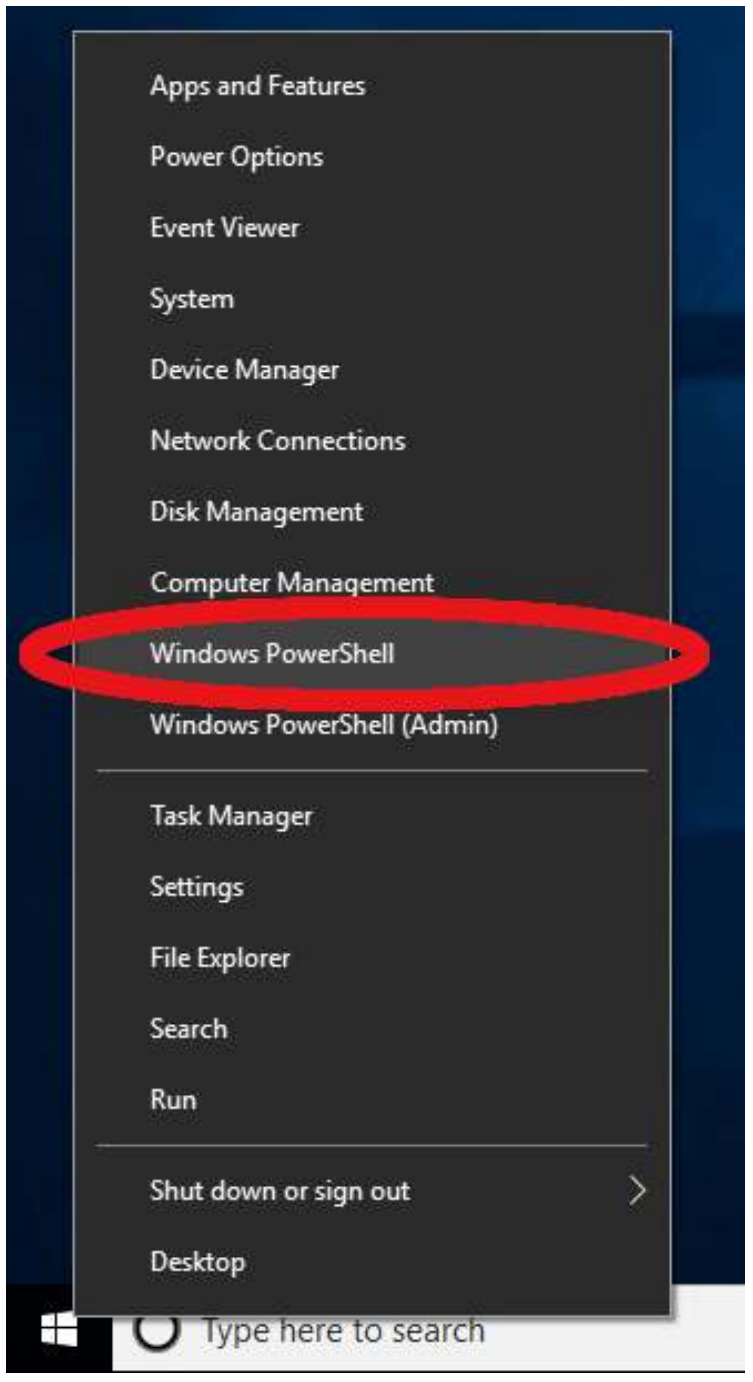 Apps and Features
Power Options
Event Viewer
System
Device Manager
Network Connections
Disk Management
Computer Management
Windows PowerShell
Windows PowerShell (Admin)
Task Manager
Settings
File Explorer
Search
Run
Shut down or sign out
Desktop
Type here to search